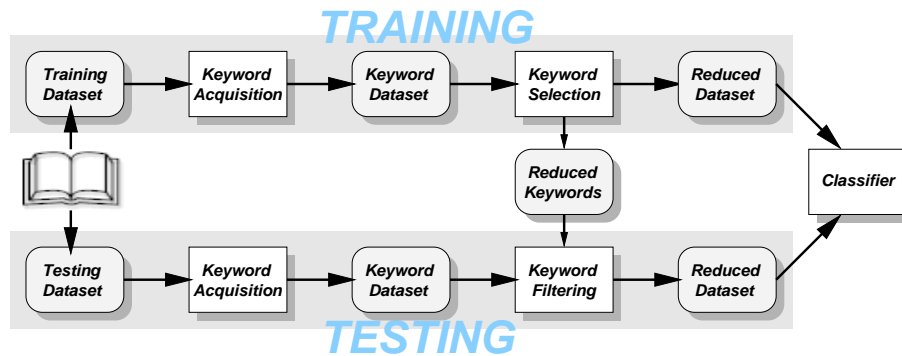 TRAINING
Training
Dataset
Keyword
Acquisition
Keyword
Dataset
Keyword
Selection
Reduced
Dataset
Reduced
Keywords
Classifier
Testing
Dataset
Keyword
Acquisition
Keyword
Dataset
Keyword
Filtering
Reduced
Dataset
TESTING